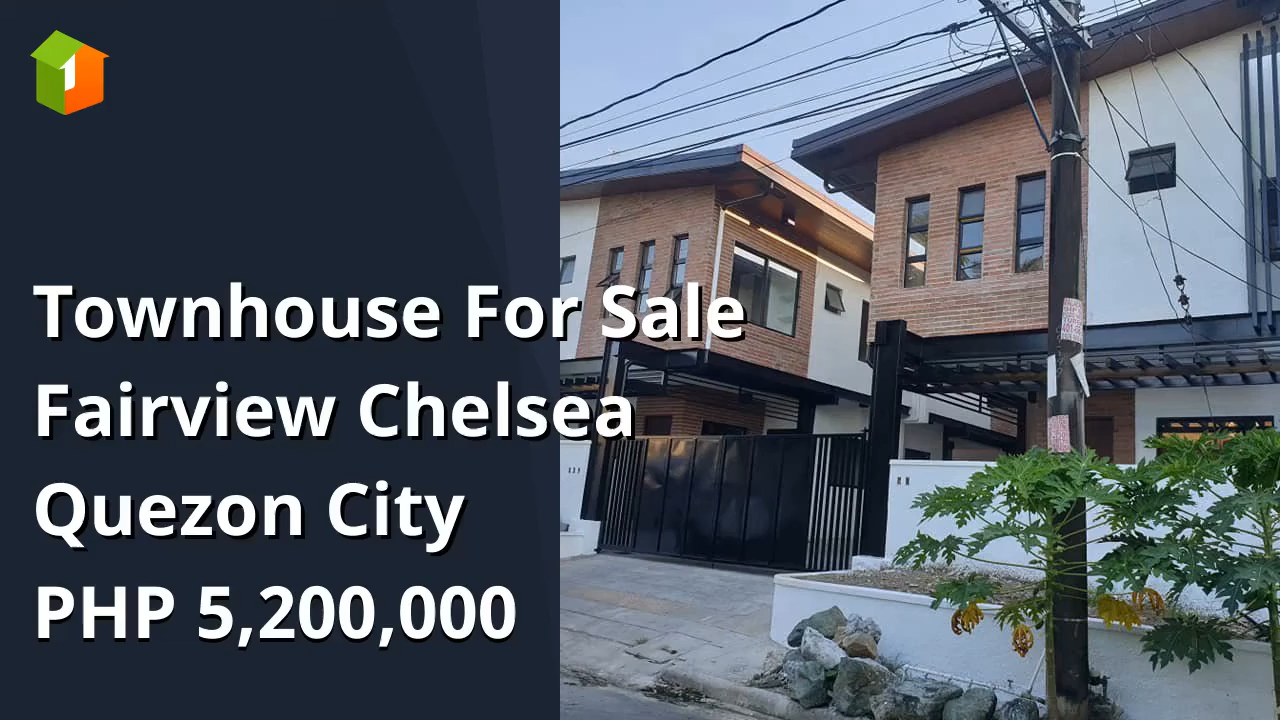 Townhouse For Sale
Fairview Chelsea
Quezon City
PHP 5,200,000